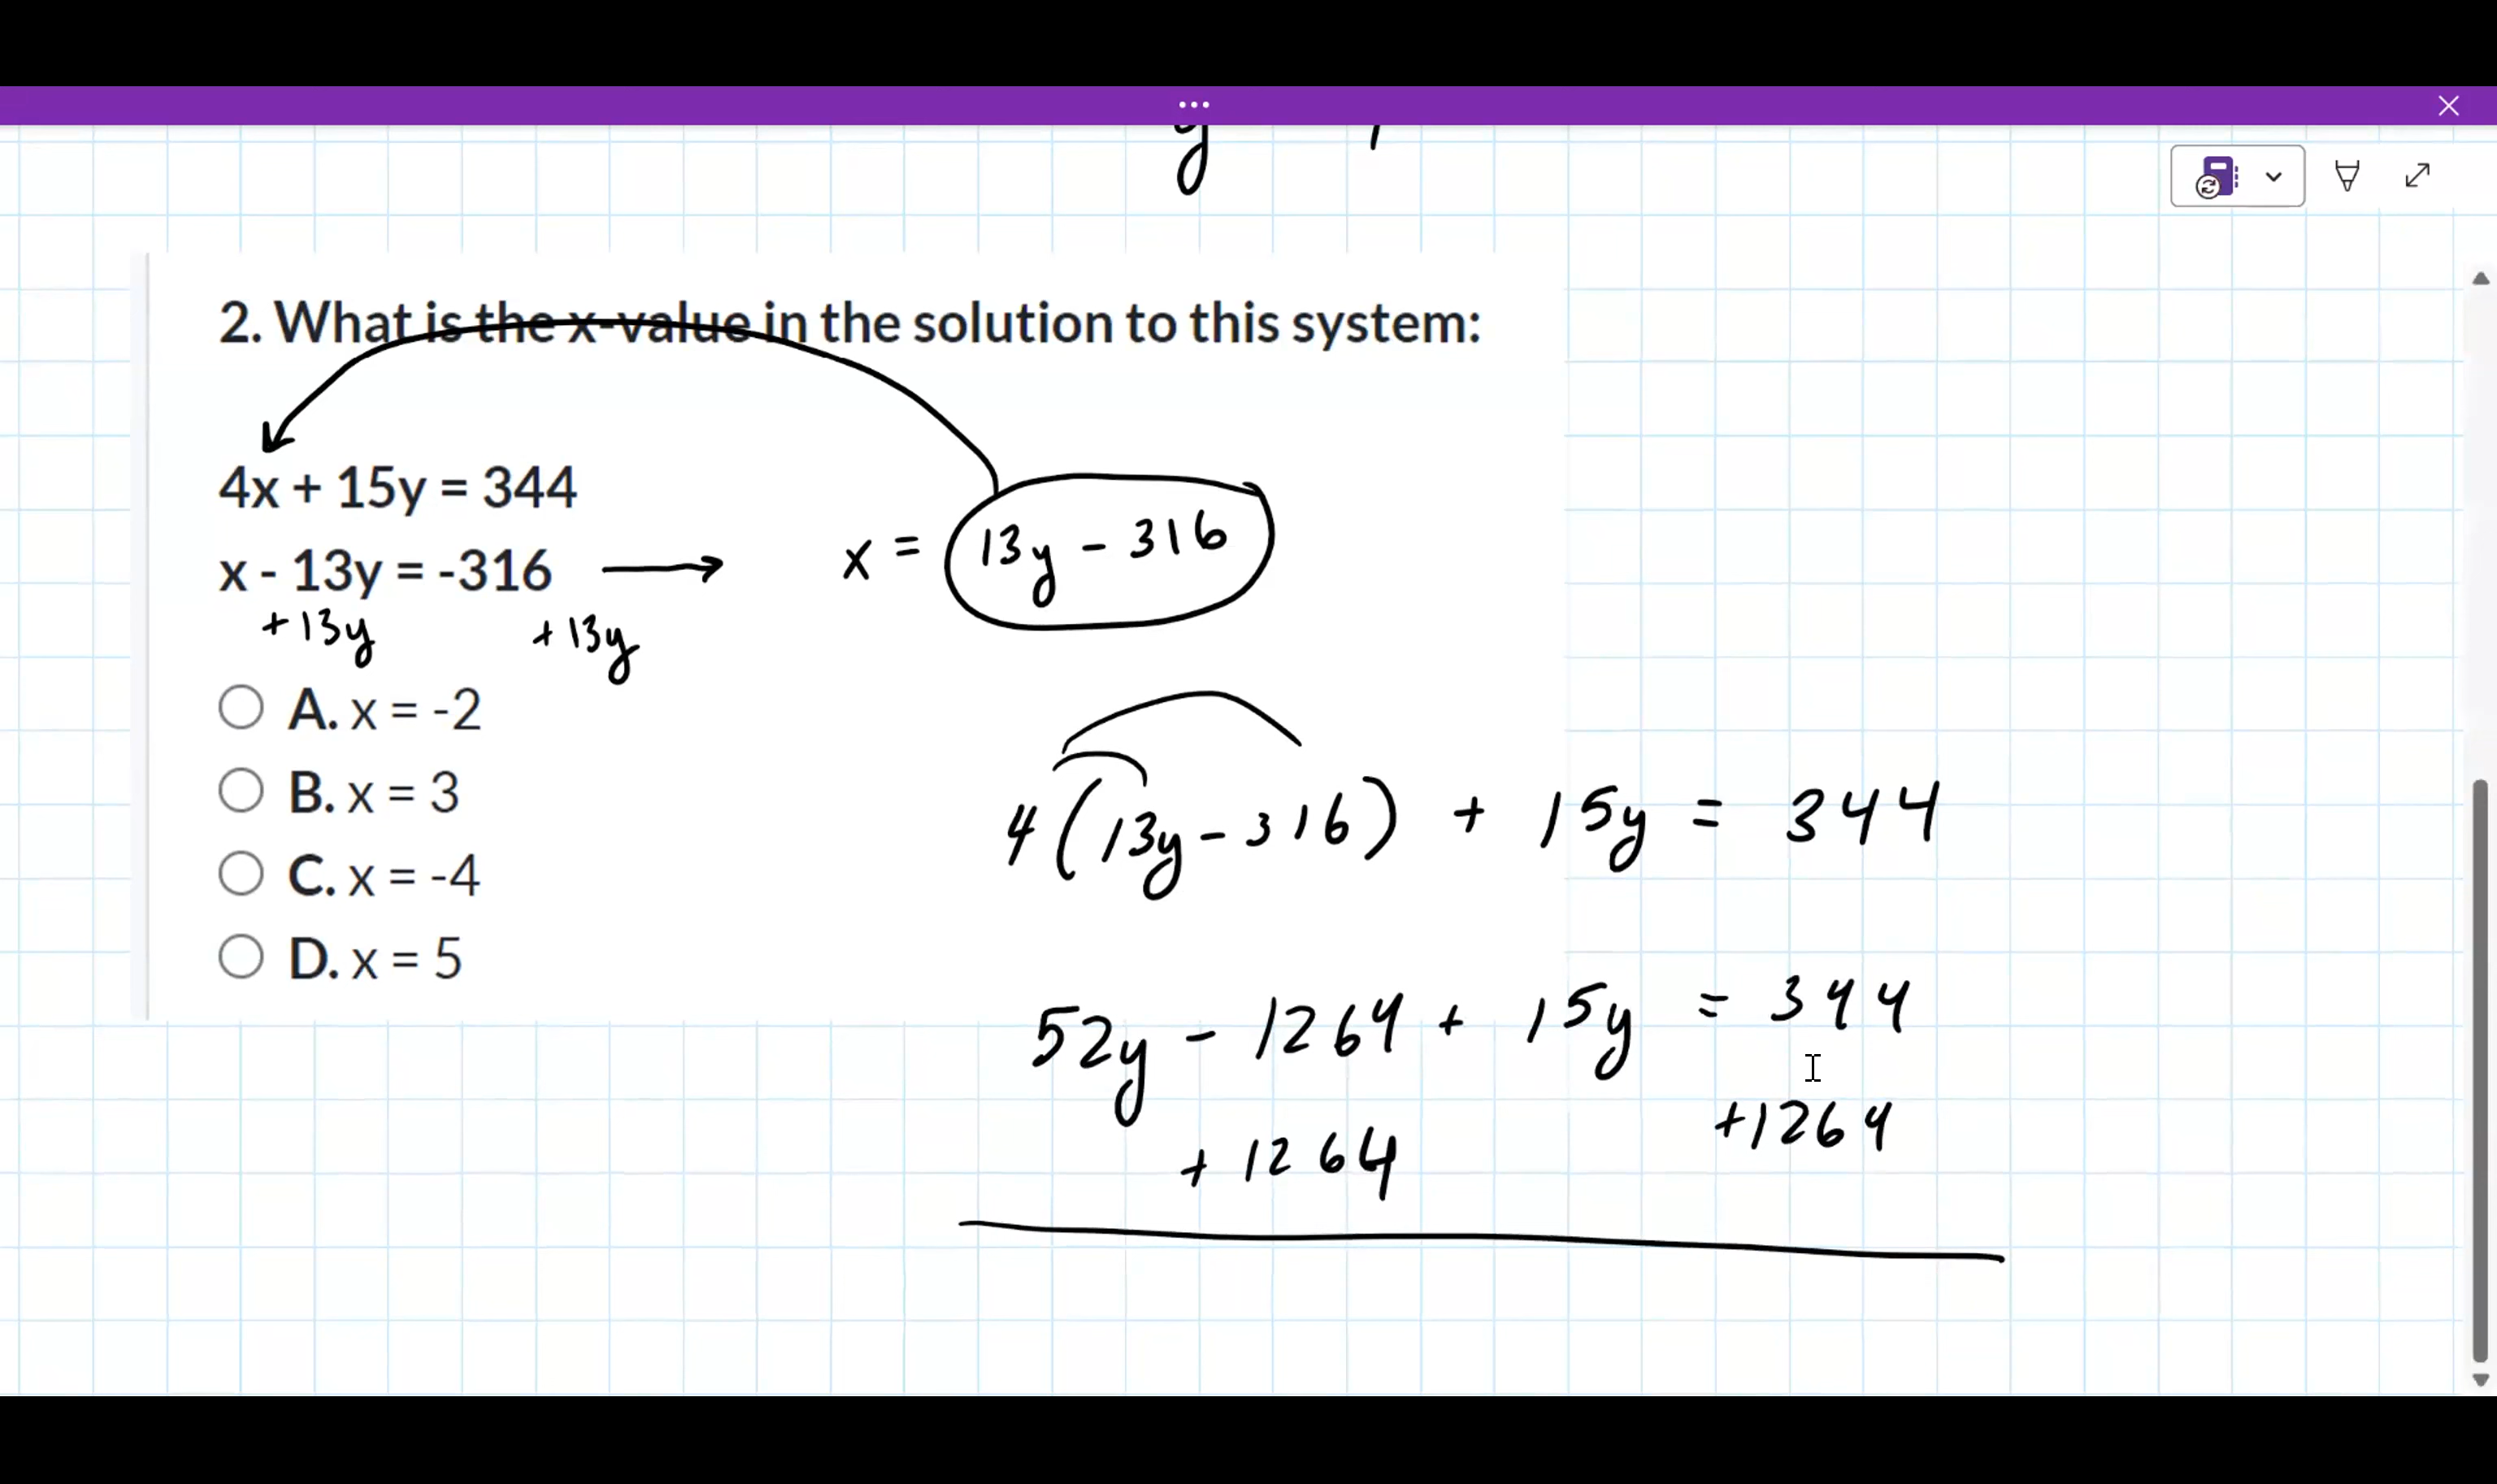 y
2. What is the x-value in the solution to this system:
4x + 15y = 344
x - 13y = -316 → x = 13y - 316
+13y +13y
A. x = -2
B. x = 3
C. x = -4
D. x = 5
4(13y - 316) + 15y = 344
52y - 1264 + 15y = 344
+ 1264 +1264